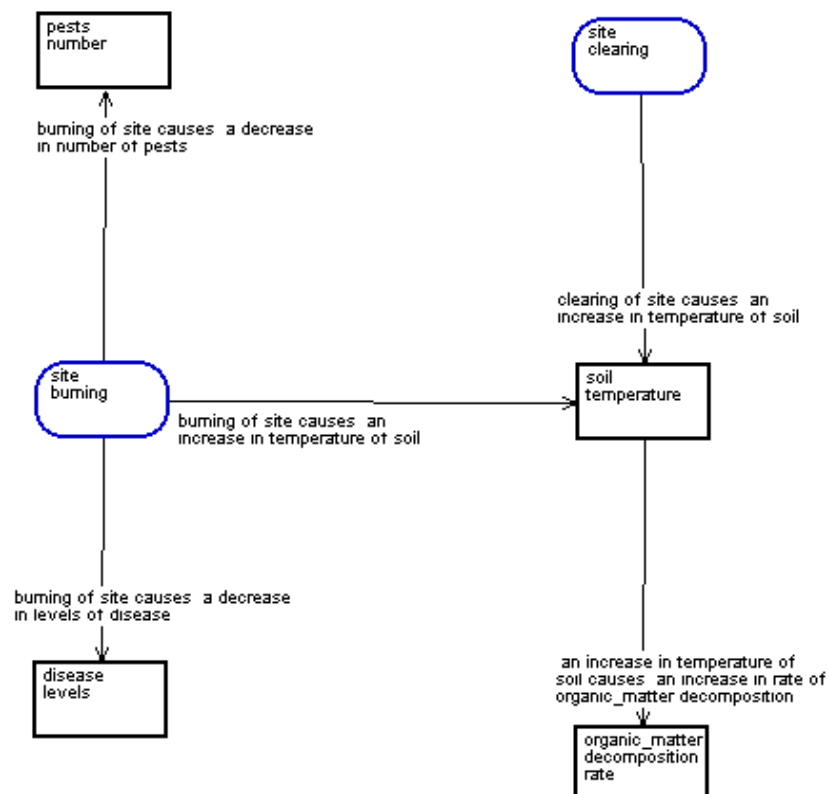 pests
number
site
clearing
burning of site causes a decrease
in number of pests
clearing of site causes an
increase in temperature of soil
site
burning
soil
temperature
burning of site causes an
increase in temperature of soil
burning of site causes a decrease
in levels of disease
an increase in temperature of
soil causes an increase in rate of
organic_matter decomposition
disease
levels
organic_matter
decomposition
rate